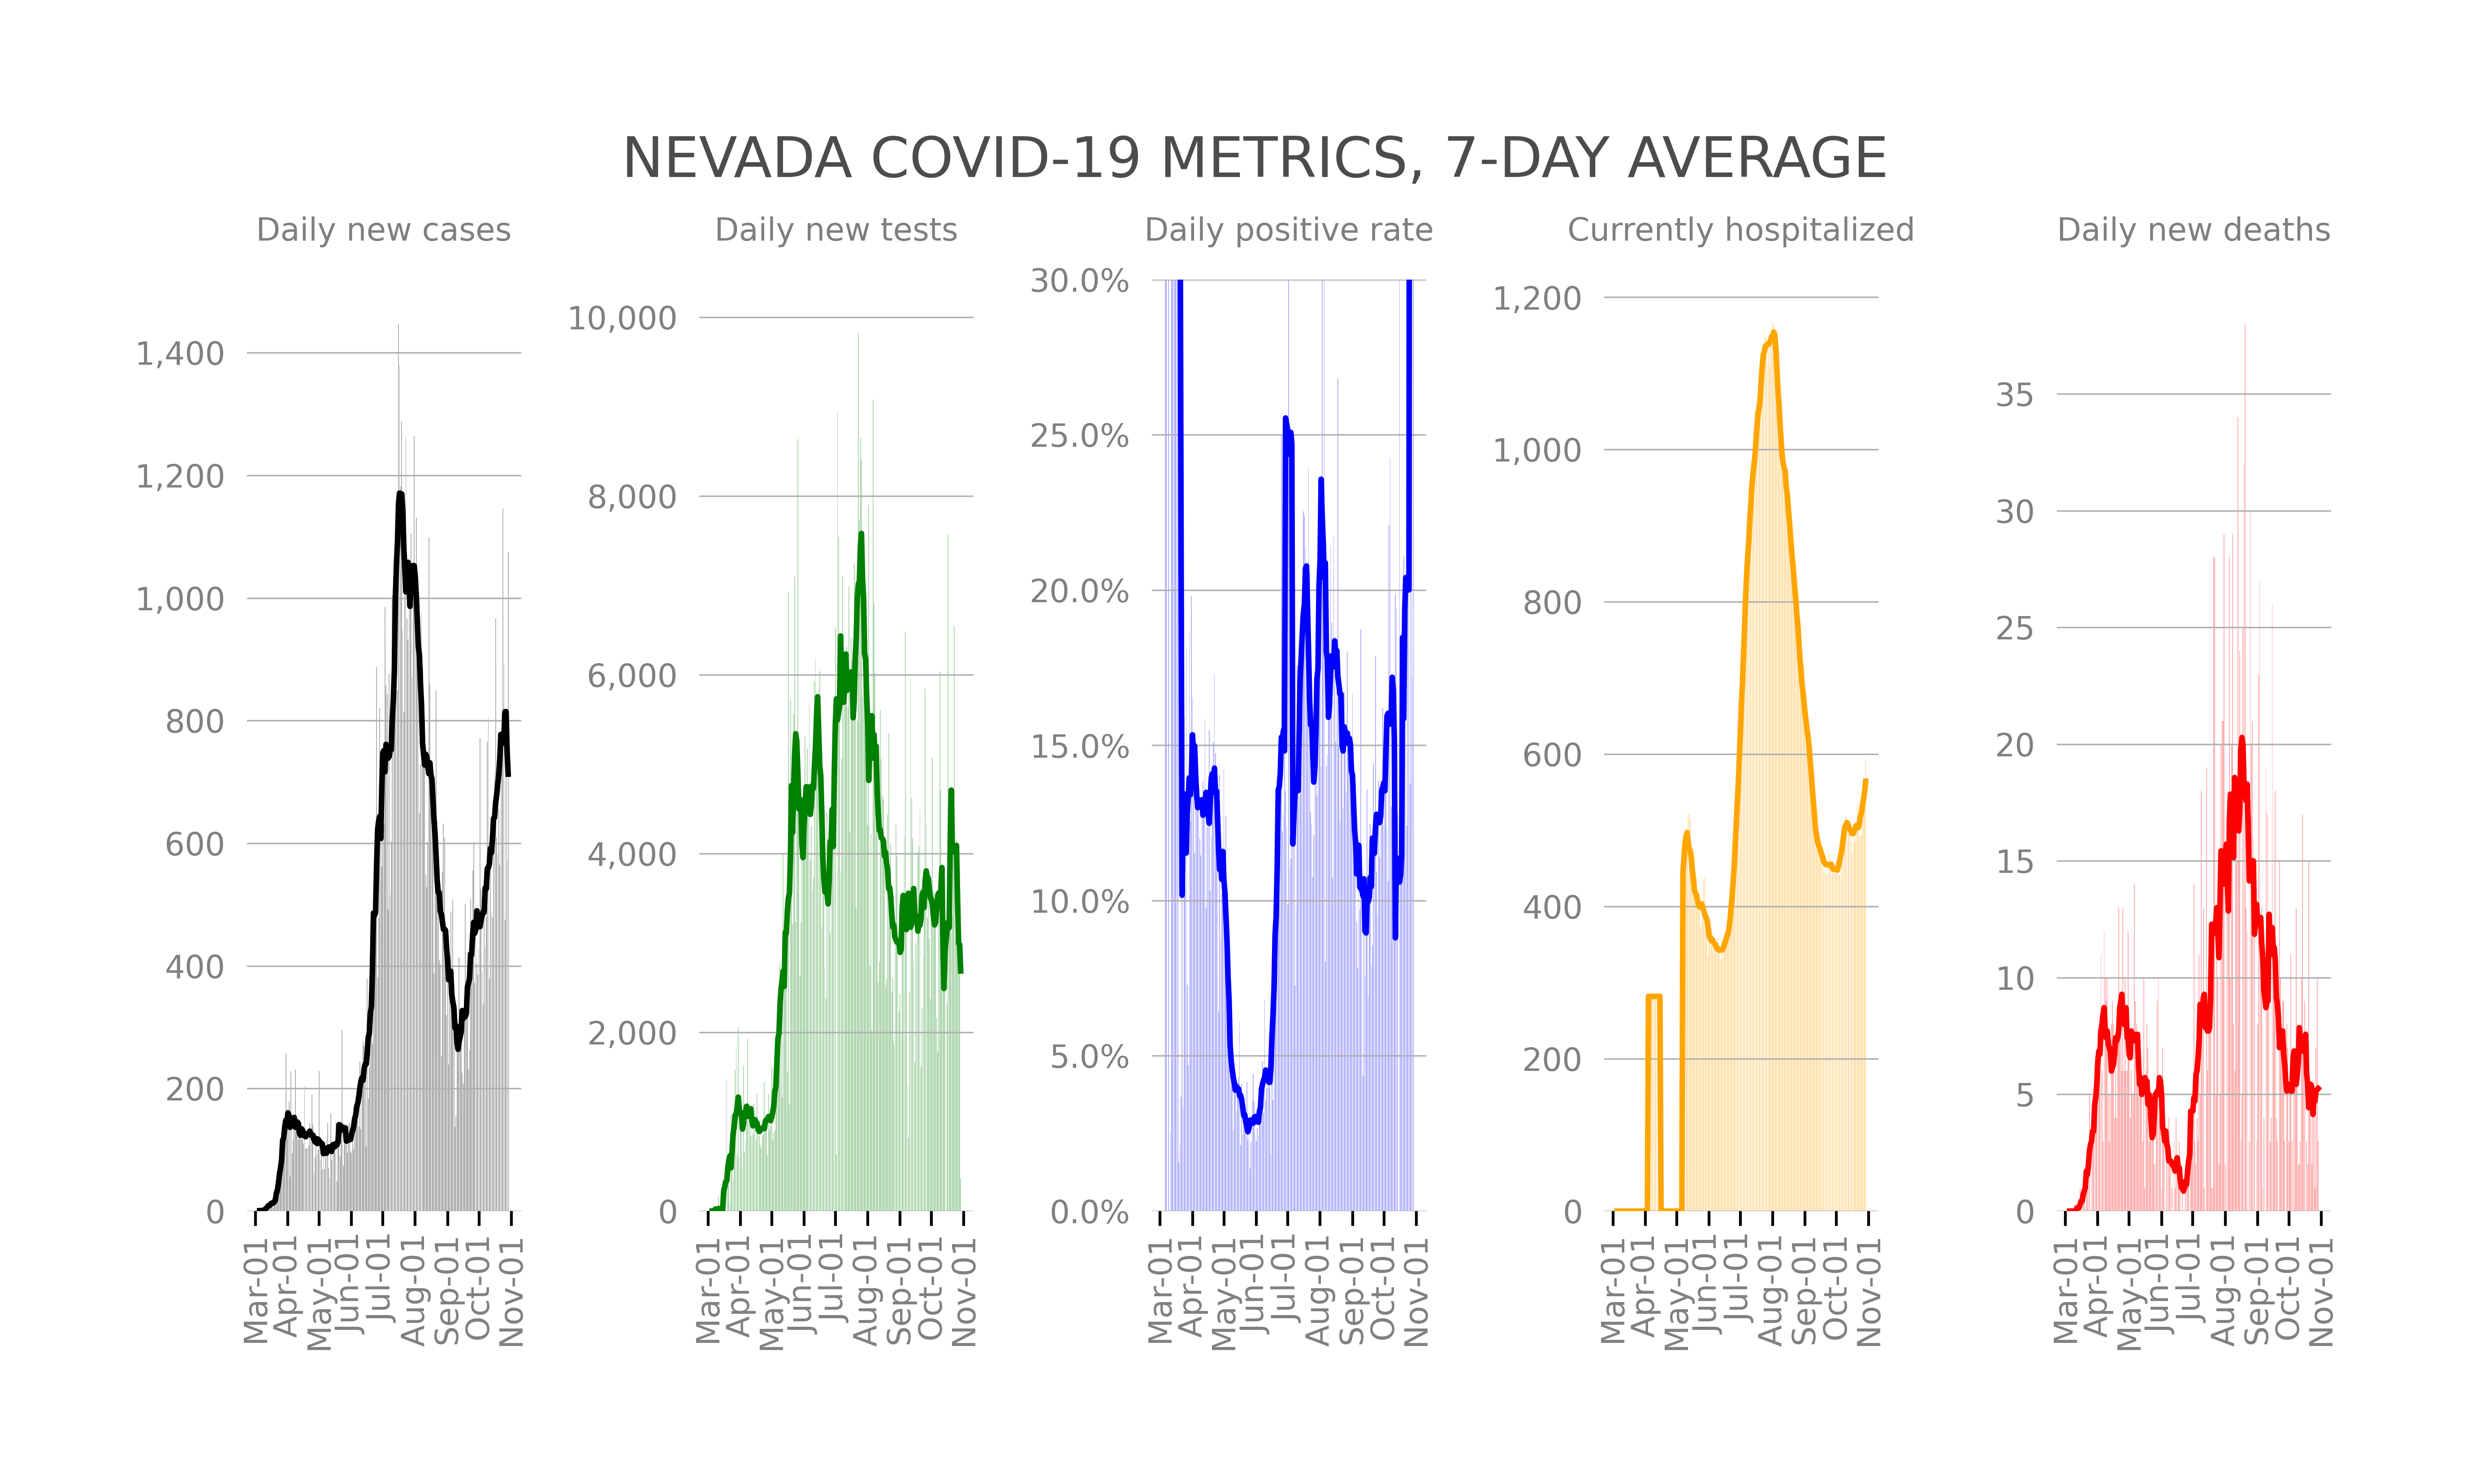 NEVADA COVID-19 METRICS, 7-DAY AVERAGE
Daily new cases
1,400
1,200
1,000
800
600
400
200
0
Mar-01
Apr-01
May-01
Jun-01
Jul-01
Aug-01
Sep-01
Oct-01
Nov-01
Daily new tests
10,000
8,000
6,000
4,000
2,000
0
Mar-01
Apr-01
May-01
Jun-01
Jul-01
Aug-01
Sep-01
Oct-01
Nov-01
Daily positive rate
30.0%
25.0%
20.0%
15.0%
10.0%
5.0%
0.0%
Mar-01
Apr-01
May-01
Jun-01
Jul-01
Aug-01
Sep-01
Oct-01
Nov-01
Currently hospitalized
1,200
1,000
800
600
400
200
0
Mar-01
Apr-01
May-01
Jun-01
Jul-01
Aug-01
Sep-01
Oct-01
Nov-01
Daily new deaths
35
30
25
20
15
10
5
0
Mar-01
Apr-01
May-01
Jun-01
Jul-01
Aug-01
Sep-01
Oct-01
Nov-01